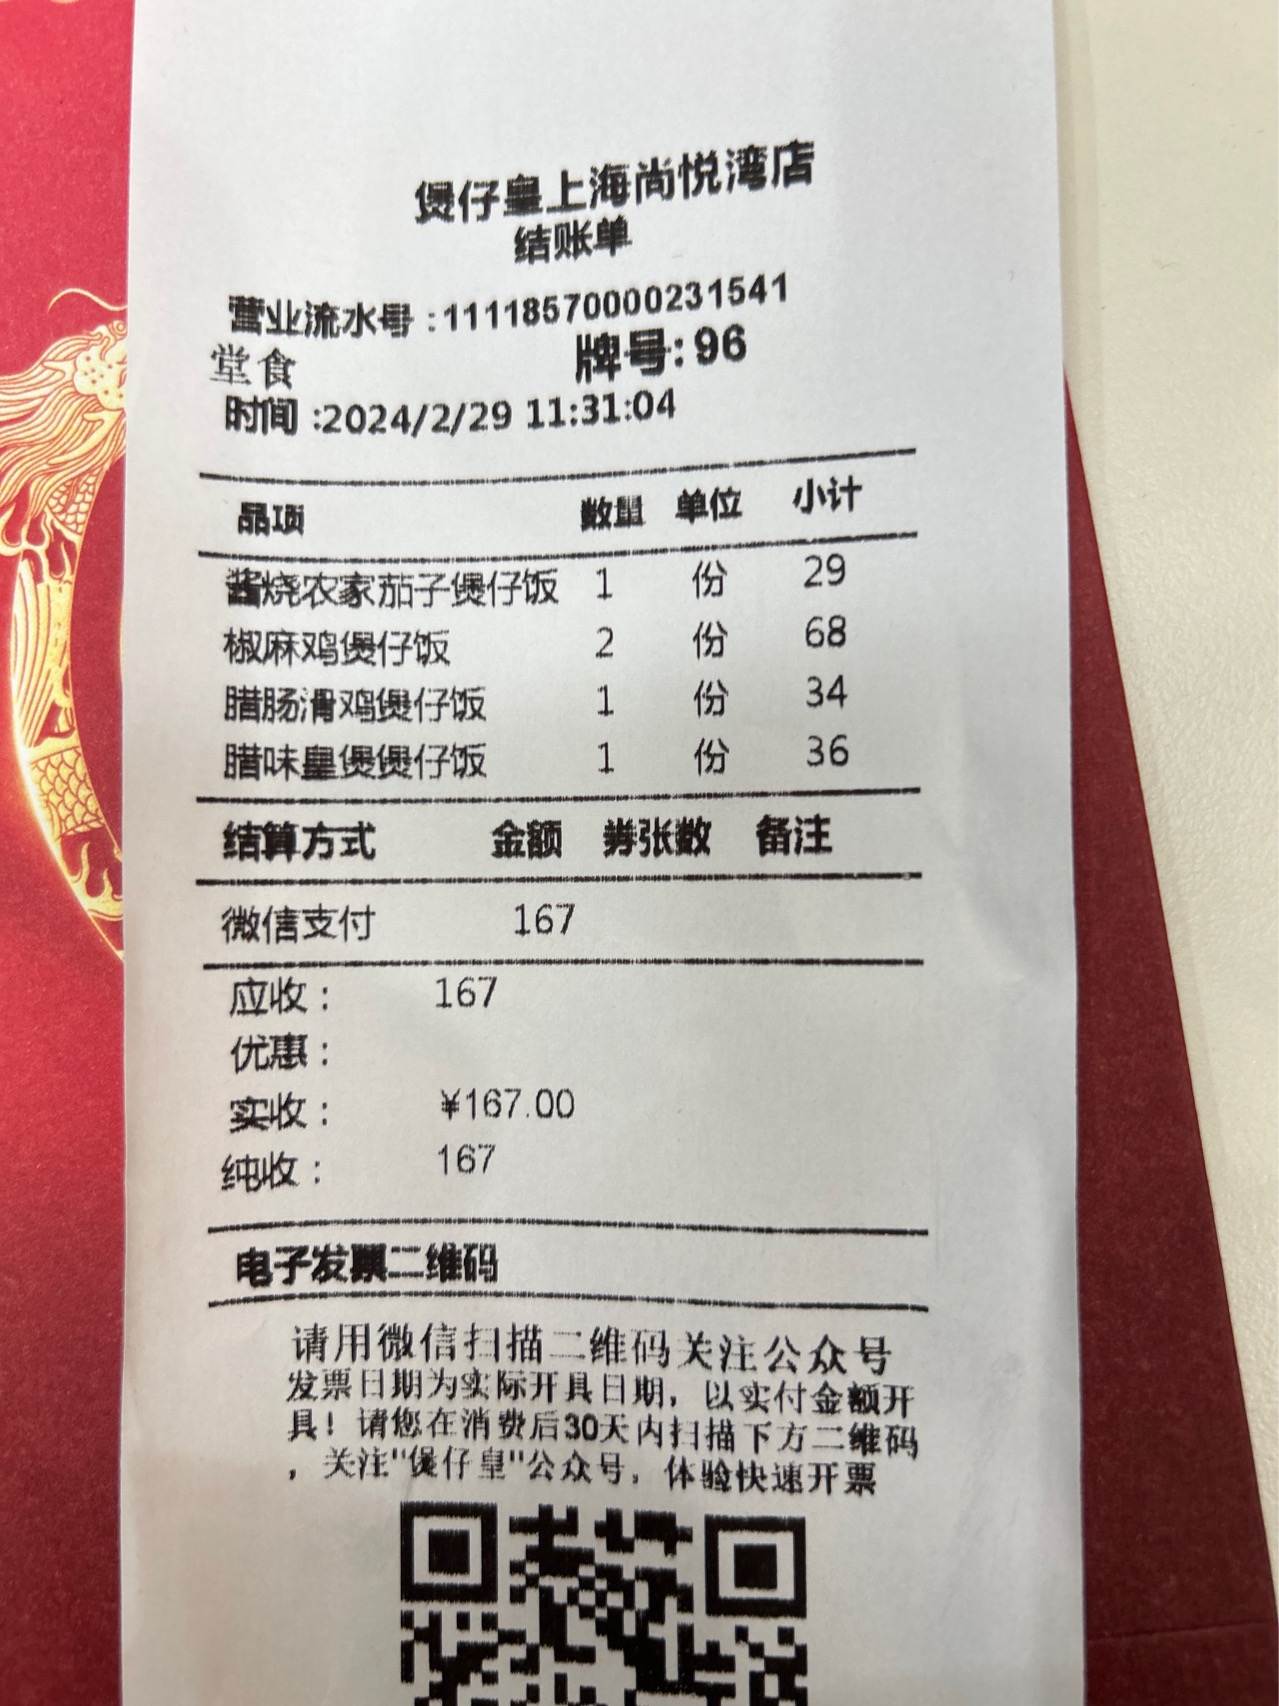 煲仔皇上海尚悦湾店
结账单
营业流水号:11118570000231541
堂食 牌号:96
时间:2024/2/29 11:31:04
品项 数量 单位 小计
酱烧农家茄子煲仔饭 1 份 29
椒麻鸡煲仔饭 2 份 68
腊肠滑鸡煲仔饭 1 份 34
腊味皇煲煲仔饭 1 份 36
结算方式 金额 券张数 备注
微信支付 167
应收: 167
优惠:
实收: ¥167.00
纯收: 167
电子发票二维码
请用微信扫描二维码关注公众号
发票日期为实际开具日期，以实付金额开
具！请您在消费后30天内扫描下方二维码
，关注"煲仔皇"公众号，体验快速开票